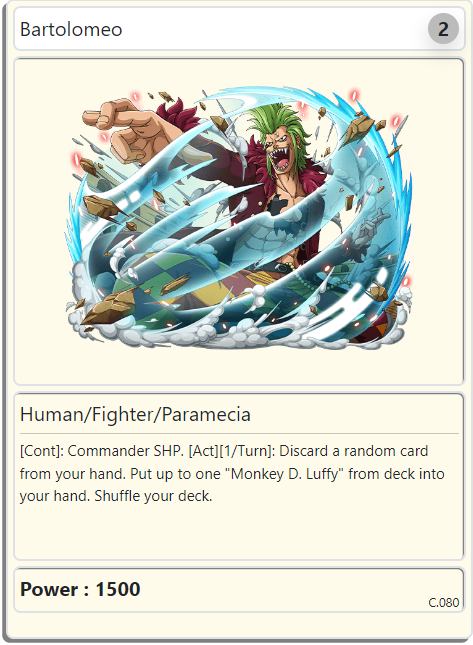 Bartolomeo
2
Human/Fighter/Paramecia
[Cont]: Commander SHP. [Act][1/Turn]: Discard a random card
from your hand. Put up to one "Monkey D. Luffy" from deck into
your hand. Shuffle your deck.
Power : 1500
C.080